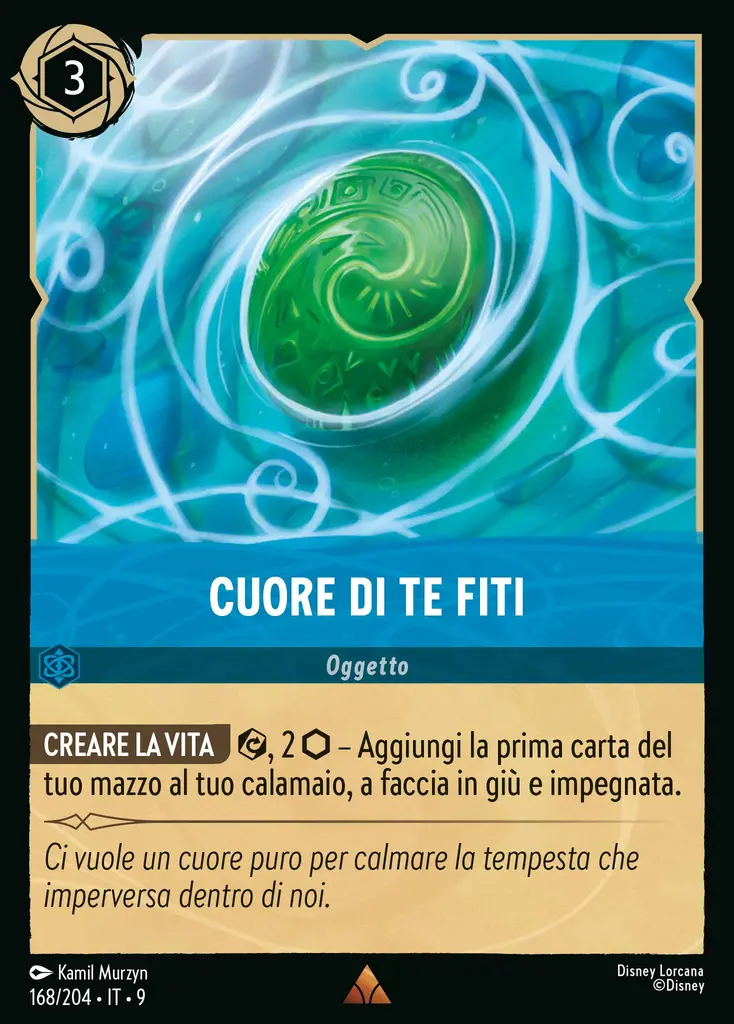 3
CUORE DI TE FITI
Oggetto
CREARE LA VITA , 2 – Aggiungi la prima carta del
tuo mazzo al tuo calamaio, a faccia in giù e impegnata.
Ci vuole un cuore puro per calmare la tempesta che
imperversa dentro di noi.
Kamil Murzyn
168/204 • IT • 9
Disney Lorcana
©Disney